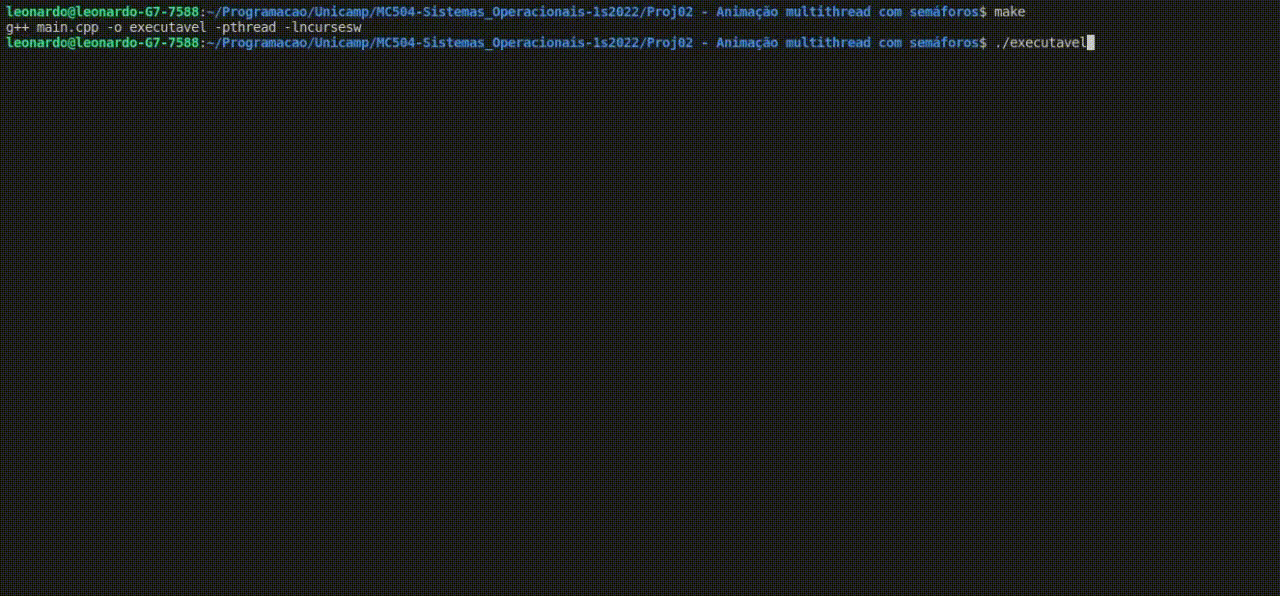 leonardo@leonardo-G7-7588:~/Programacao/Unicamp/MC504-Sistemas_Operacionais-1s2022/Proj02 - Animação multithread com semáforos$ make
g++ main.cpp -o executavel -pthread -lncursesw
leonardo@leonardo-G7-7588:~/Programacao/Unicamp/MC504-Sistemas_Operacionais-1s2022/Proj02 - Animação multithread com semáforos$ ./executavel